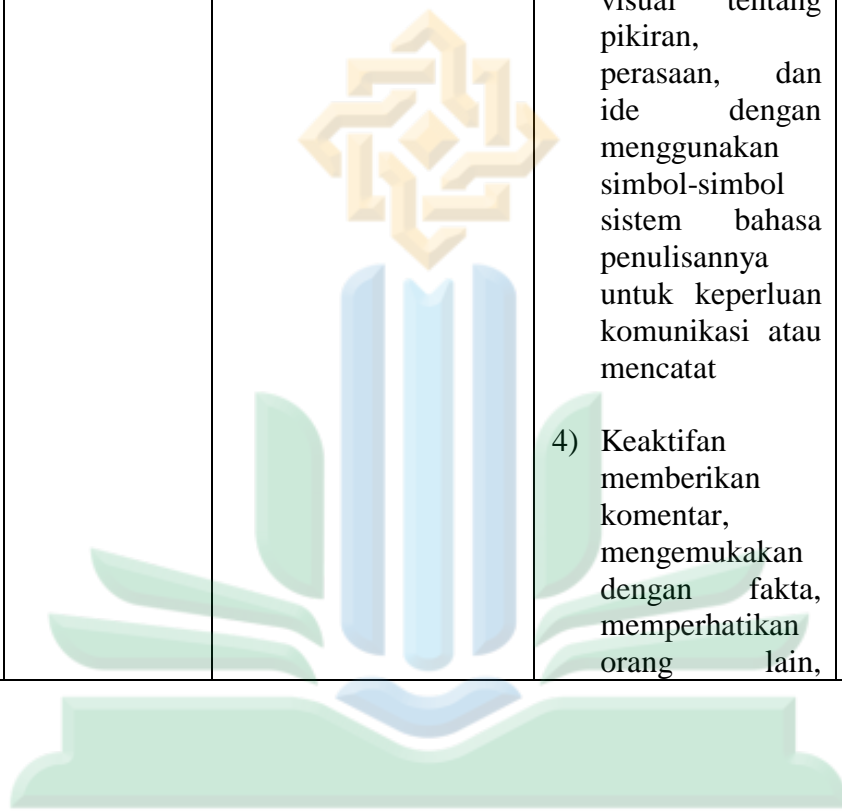 visual tentang
pikiran,
perasaan, dan
ide dengan
menggunakan
simbol-simbol
sistem bahasa
penulisannya
untuk keperluan
komunikasi atau
mencatat
4) Keaktifan
memberikan
komentar,
mengemukakan
dengan fakta,
memperhatikan
orang lain,